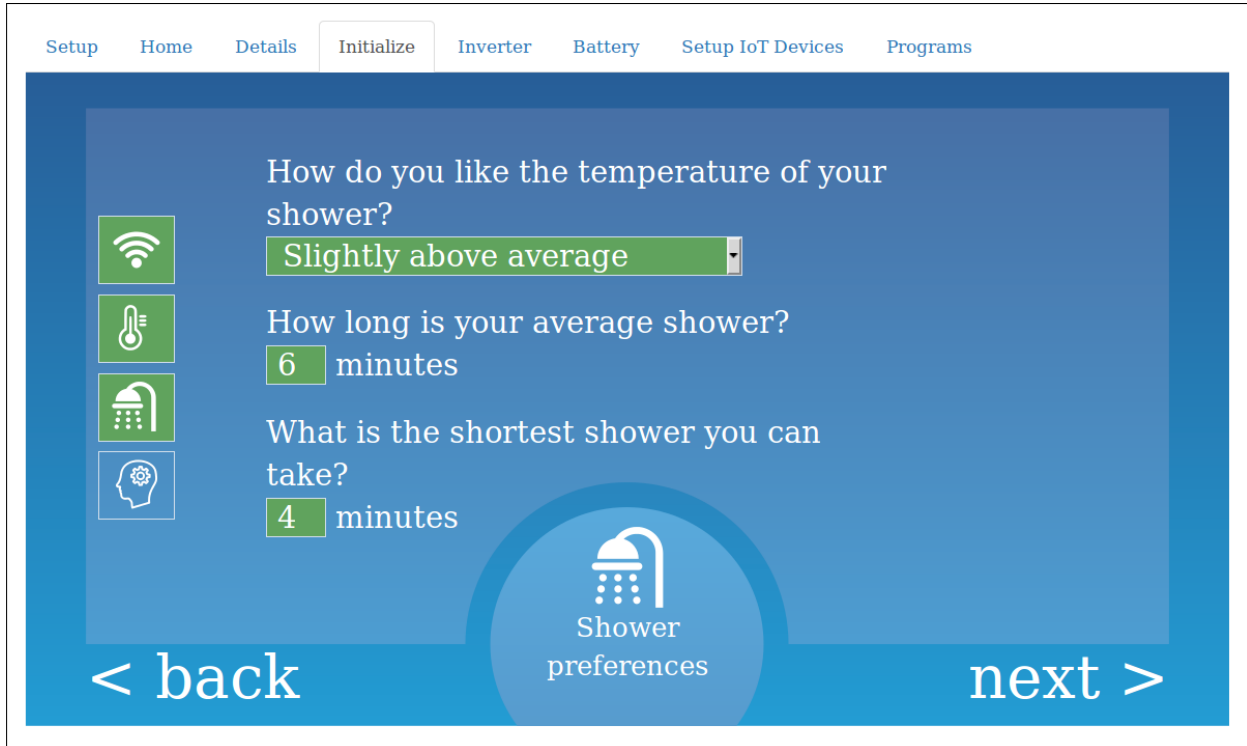 Setup Home Details Initialize Inverter Battery Setup IoT Devices Programs
How do you like the temperature of your
shower?
Slightly above average
How long is your average shower?
6 minutes
What is the shortest shower you can
take?
4 minutes
Shower
preferences
< back
next >